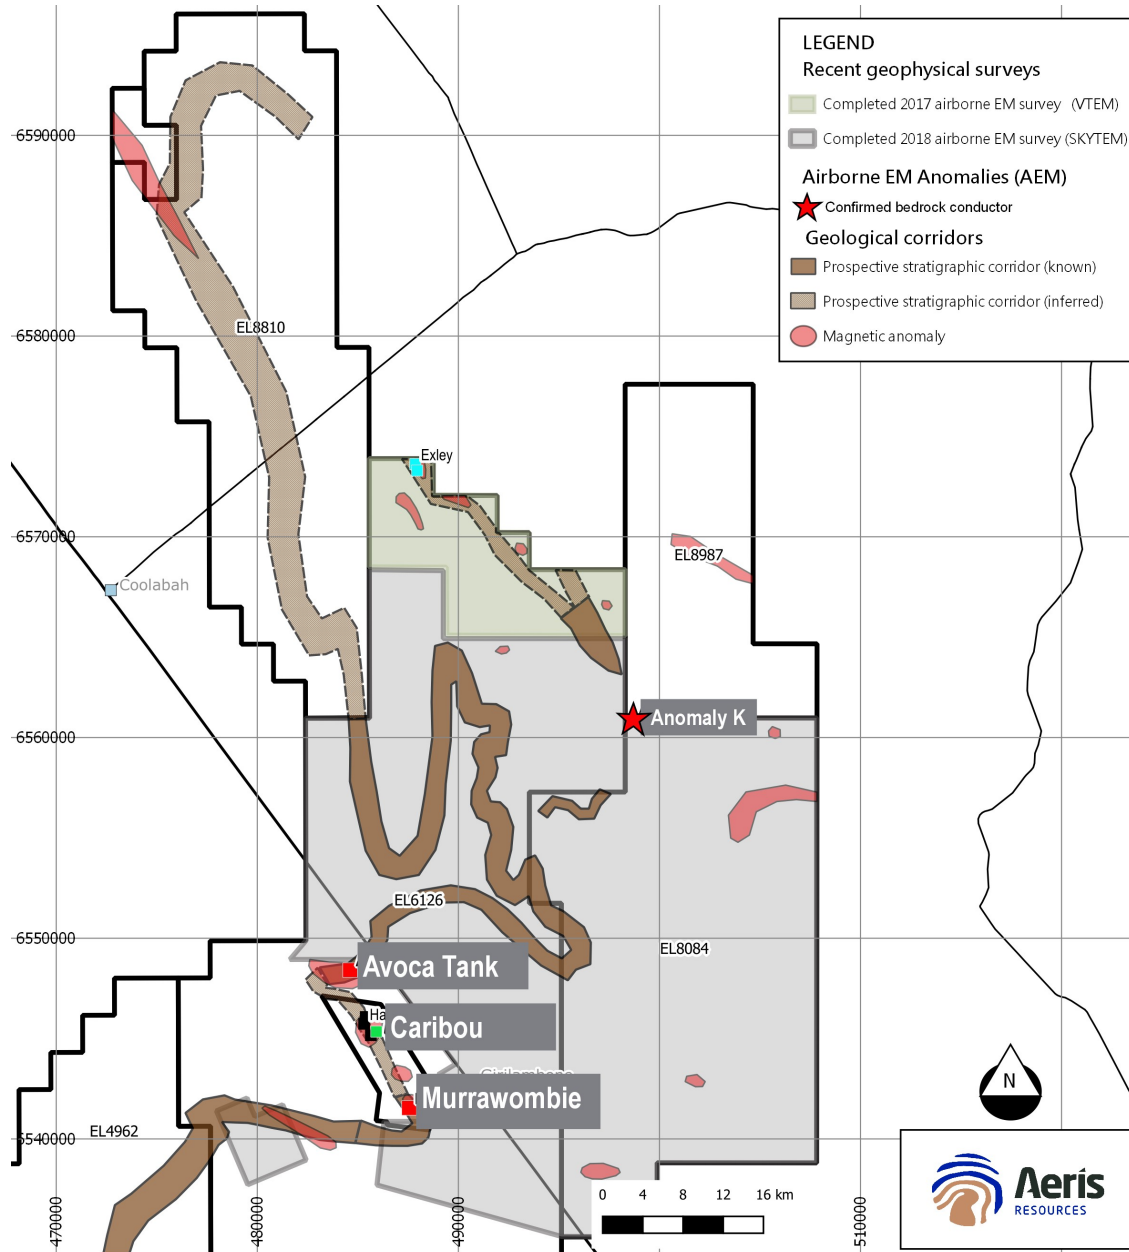 LEGEND
Recent geophysical surveys
Completed 2017 airborne EM survey (VTEM)
Completed 2018 airborne EM survey (SKYTEM)
Airborne EM Anomalies (AEM)
Confirmed bedrock conductor
Geological corridors
Prospective stratigraphic corridor (known)
Prospective stratigraphic corridor (inferred)
Magnetic anomaly
6590000
EL8810
6580000
Exley
6570000
EL8987
Coolabah
Anomaly K
6560000
EL6126
6550000
EL8084
Avoca Tank
Ha
Caribou
Murrawombie
N
EL4962
6540000
0 4 8 12 16 km
Aeris
RESOURCES
470000
480000
490000
510000